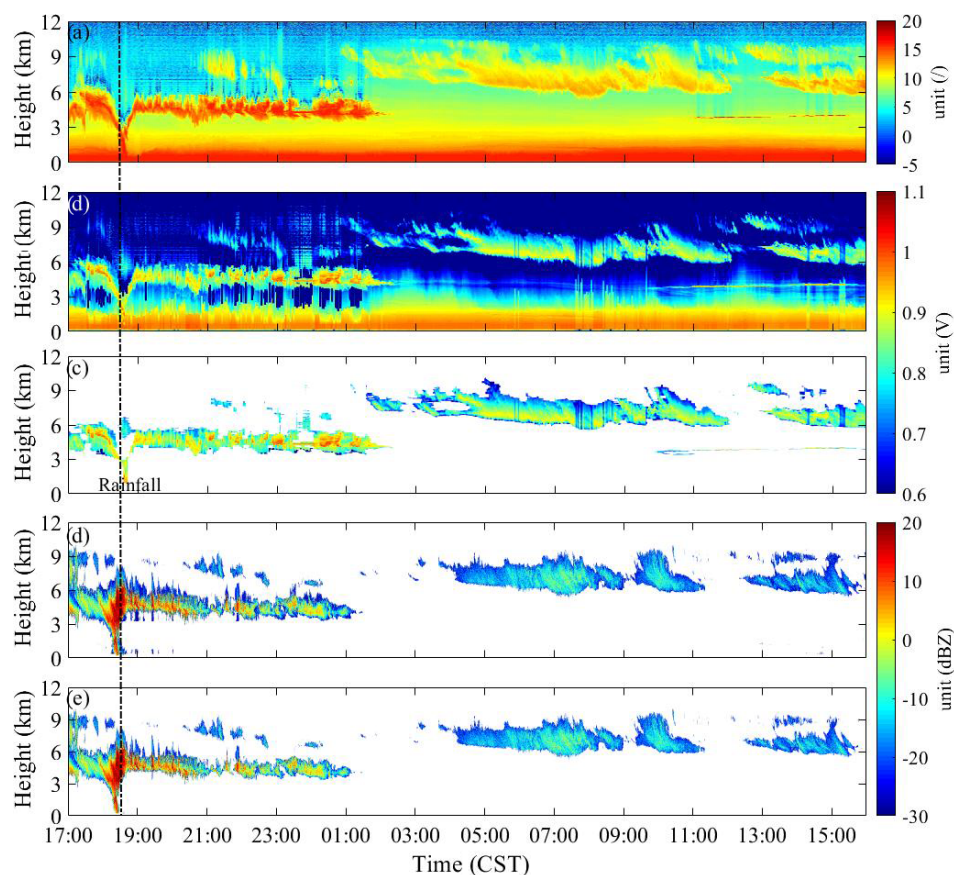 (a)
Height (km)
12
9
6
3
0
20
15
10
5
0
-5
unit (/)
(d)
Height (km)
12
9
6
3
0
1.1
1
0.9
0.8
0.7
0.6
unit (V)
(c)
Height (km)
12
9
6
3
0
Rainfall
(d)
Height (km)
12
9
6
3
0
20
10
0
-10
-20
-30
unit (dBZ)
(e)
Height (km)
12
9
6
3
0
17:00 19:00 21:00 23:00 01:00 03:00 05:00 07:00 09:00 11:00 13:00 15:00
Time (CST)